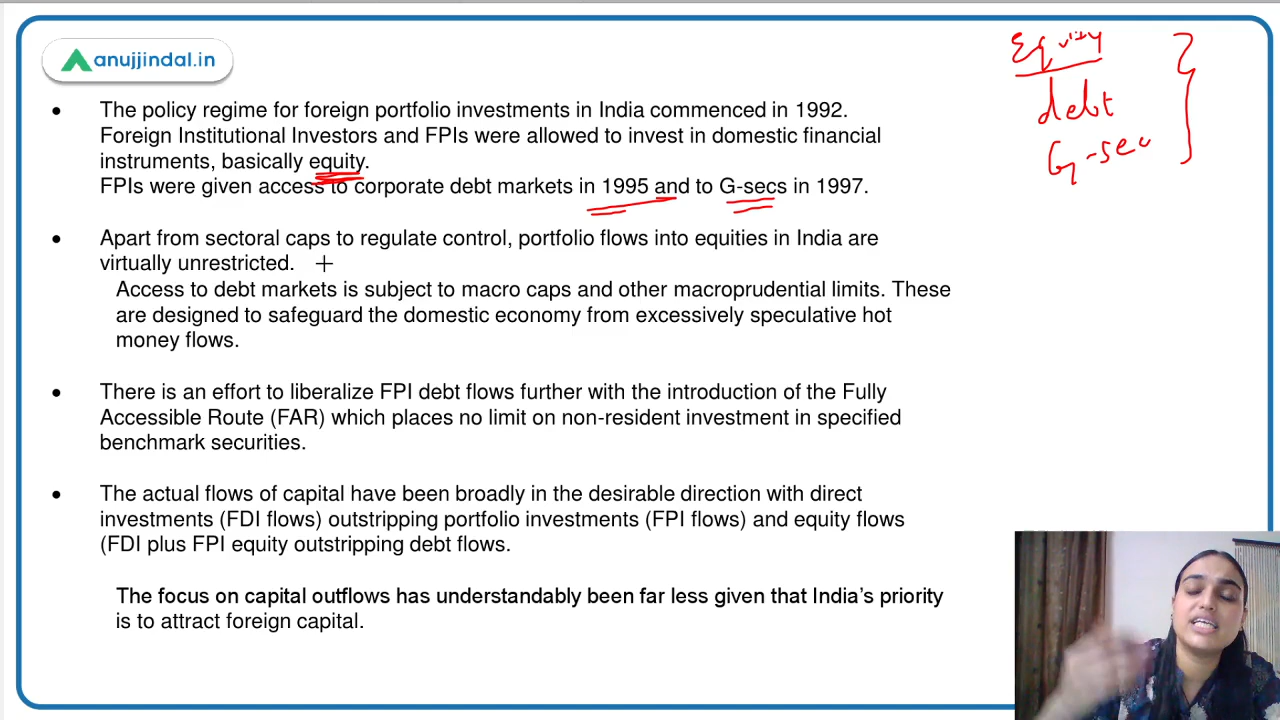 anujjindal.in
Equity
debt
G-sec
• The policy regime for foreign portfolio investments in India commenced in 1992.
Foreign Institutional Investors and FPIs were allowed to invest in domestic financial
instruments, basically equity.
FPIs were given access to corporate debt markets in 1995 and to G-secs in 1997.
• Apart from sectoral caps to regulate control, portfolio flows into equities in India are
virtually unrestricted.
Access to debt markets is subject to macro caps and other macroprudential limits. These
are designed to safeguard the domestic economy from excessively speculative hot
money flows.
• There is an effort to liberalize FPI debt flows further with the introduction of the Fully
Accessible Route (FAR) which places no limit on non-resident investment in specified
benchmark securities.
• The actual flows of capital have been broadly in the desirable direction with direct
investments (FDI flows) outstripping portfolio investments (FPI flows) and equity flows
(FDI plus FPI equity outstripping debt flows.
The focus on capital outflows has understandably been far less given that India's priority
is to attract foreign capital.